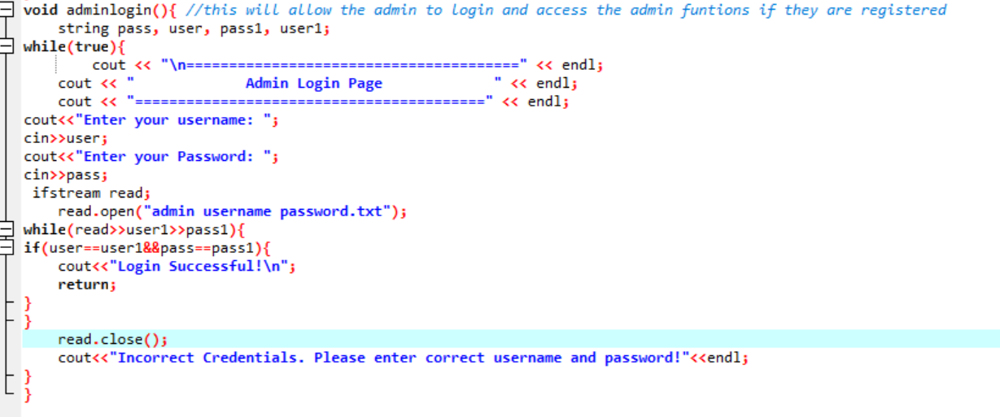 void adminlogin(){ //this will allow the admin to login and access the admin funtions if they are registered
    string pass, user, pass1, user1;
while(true){
        cout << "\n=======================================" << endl;
    cout << "             Admin Login Page             " << endl;
    cout << "=========================================" << endl;
cout<<"Enter your username: ";
cin>>user;
cout<<"Enter your Password: ";
cin>>pass;
 ifstream read;
    read.open("admin username password.txt");
while(read>>user1>>pass1){
if(user==user1&&pass==pass1){
    cout<<"Login Successful!\n";
    return;
}
}
    read.close();
    cout<<"Incorrect Credentials. Please enter correct username and password!"<<endl;
}
}